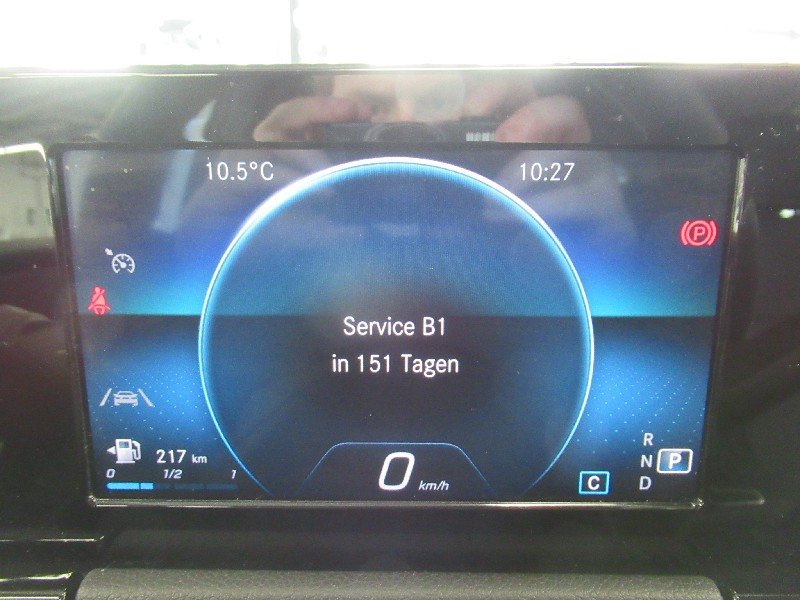 10.5°C
10:27
P
Service B1
in 151 Tagen
217 km
0 1/2 1
0 km/h
C
R
N P
D